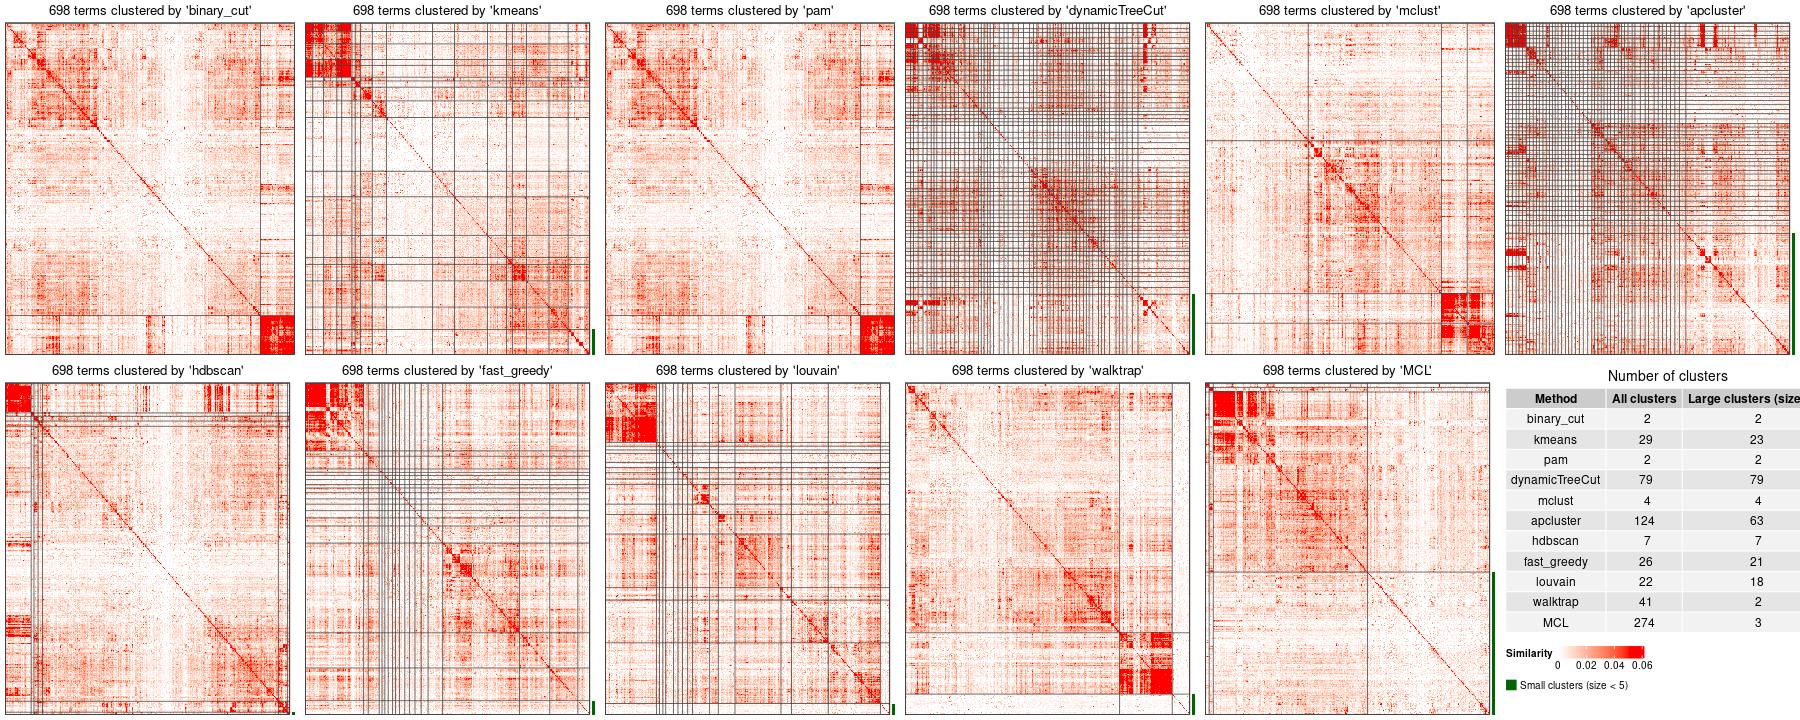 698 terms clustered by 'binary_cut'
698 terms clustered by 'kmeans'
698 terms clustered by 'pam'
698 terms clustered by 'dynamicTreeCut'
698 terms clustered by 'mclust'
698 terms clustered by 'apcluster'
698 terms clustered by 'hdbscan'
698 terms clustered by 'fast_greedy'
698 terms clustered by 'louvain'
698 terms clustered by 'walktrap'
698 terms clustered by 'MCL'
Number of clusters
Method All clusters Large clusters (size
binary_cut 2 2
kmeans 29 23
pam 2 2
dynamicTreeCut 79 79
mclust 4 4
apcluster 124 63
hdbscan 7 7
fast_greedy 26 21
louvain 22 18
walktrap 41 2
MCL 274 3
Similarity
0 0.02 0.04 0.06
Small clusters (size < 5)